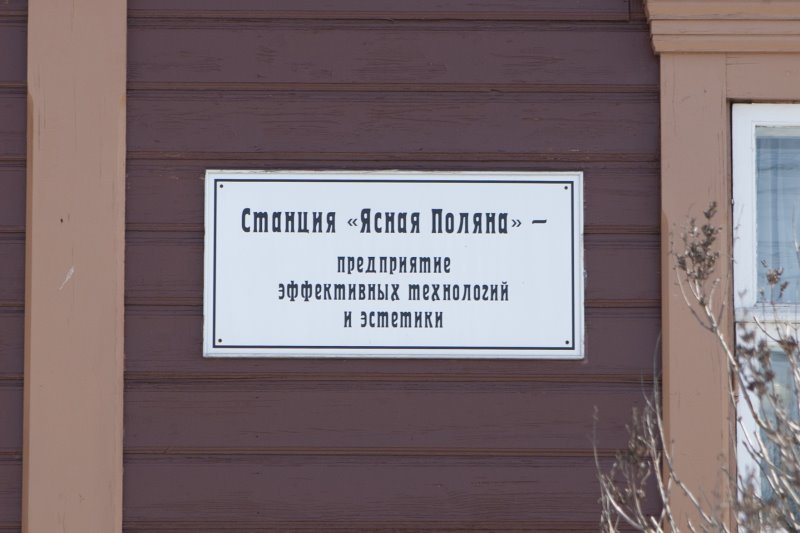 Станция «Ясная Поляна» –
предприятие
эффективных технологий
и эстетики